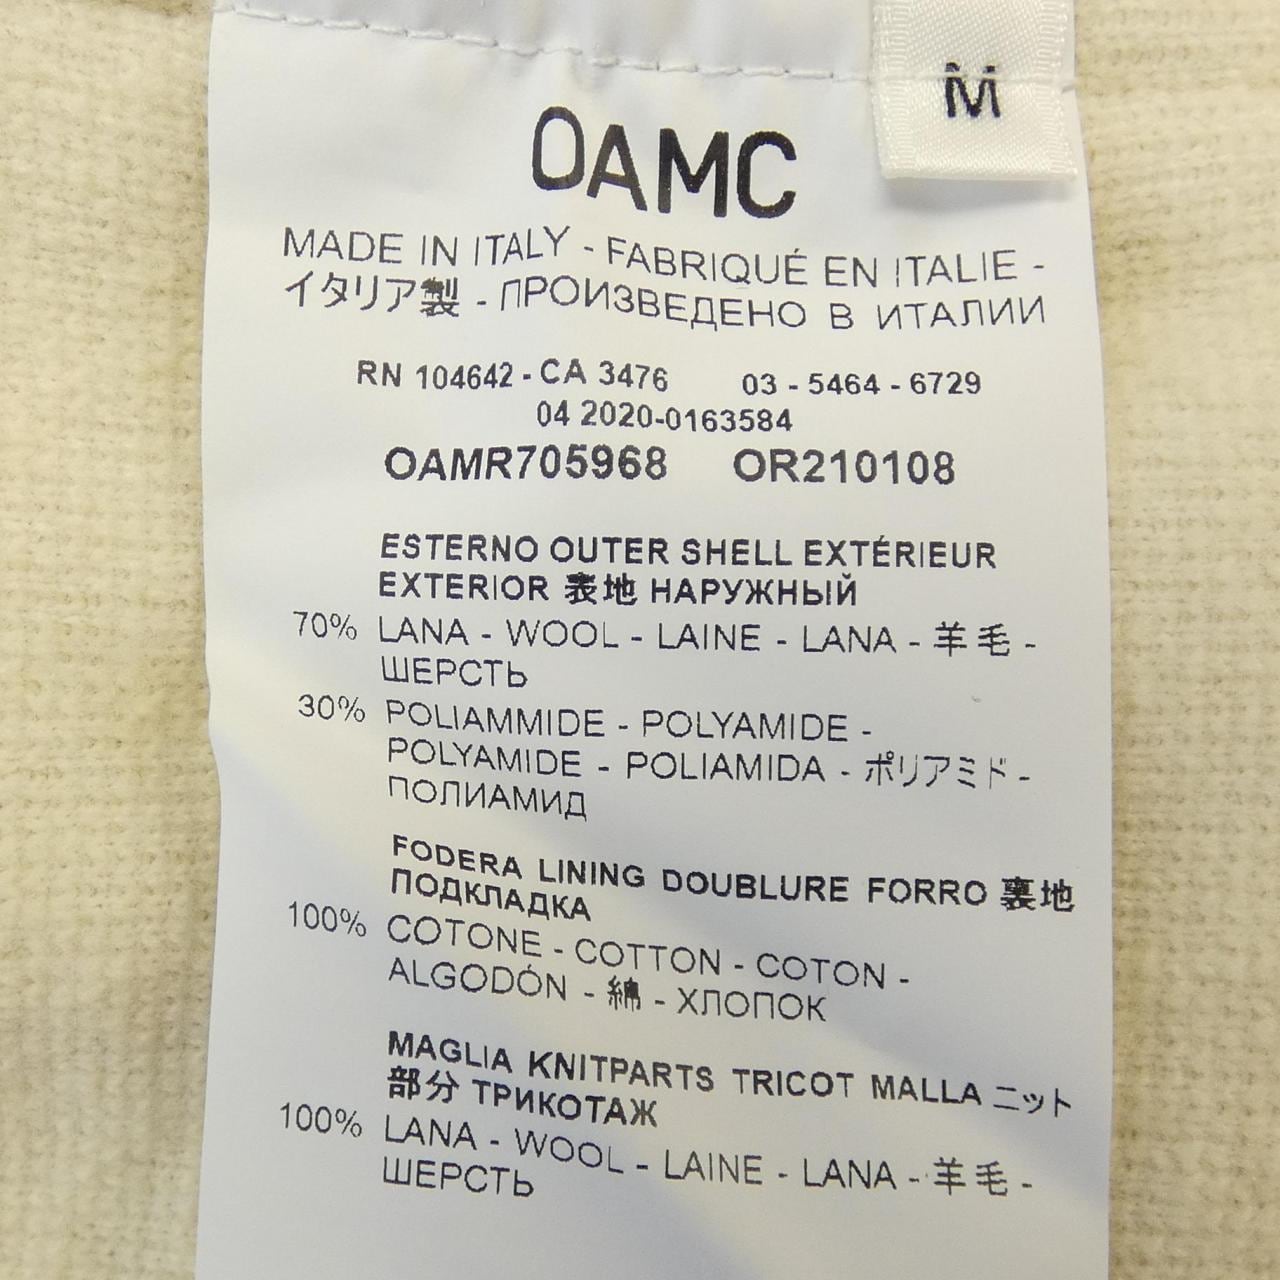 M
OAMC
MADE IN ITALY - FABRIQUÉ EN ITALIE -
イタリア製 - ПРОИЗВЕДЕНО В ИТАЛИИ
RN 104642 - CA 3476 03 - 5464 - 6729
04 2020-0163584
OAMR705968 OR210108
ESTERNO OUTER SHELL EXTÉRIEUR
EXTERIOR 表地 НАРУЖНЫЙ
70% LANA - WOOL - LAINE - LANA - 羊毛 -
ШЕРСТЬ
30% POLIAMMIDE - POLYAMIDE -
POLYAMIDE - POLIAMIDA - ポリアミド -
ПОЛИАМИД
FODERA LINING DOUBLURE FORRO 裏地
ПОДКЛАДКА
100% COTONE - COTTON - COTON -
ALGODÓN - 綿 - ХЛОПОК
MAGLIA KNITPARTS TRICOT MALLA ニット
部分 ТРИКОТАЖ
100% LANA - WOOL - LAINE - LANA - 羊毛 -
ШЕРСТЬ